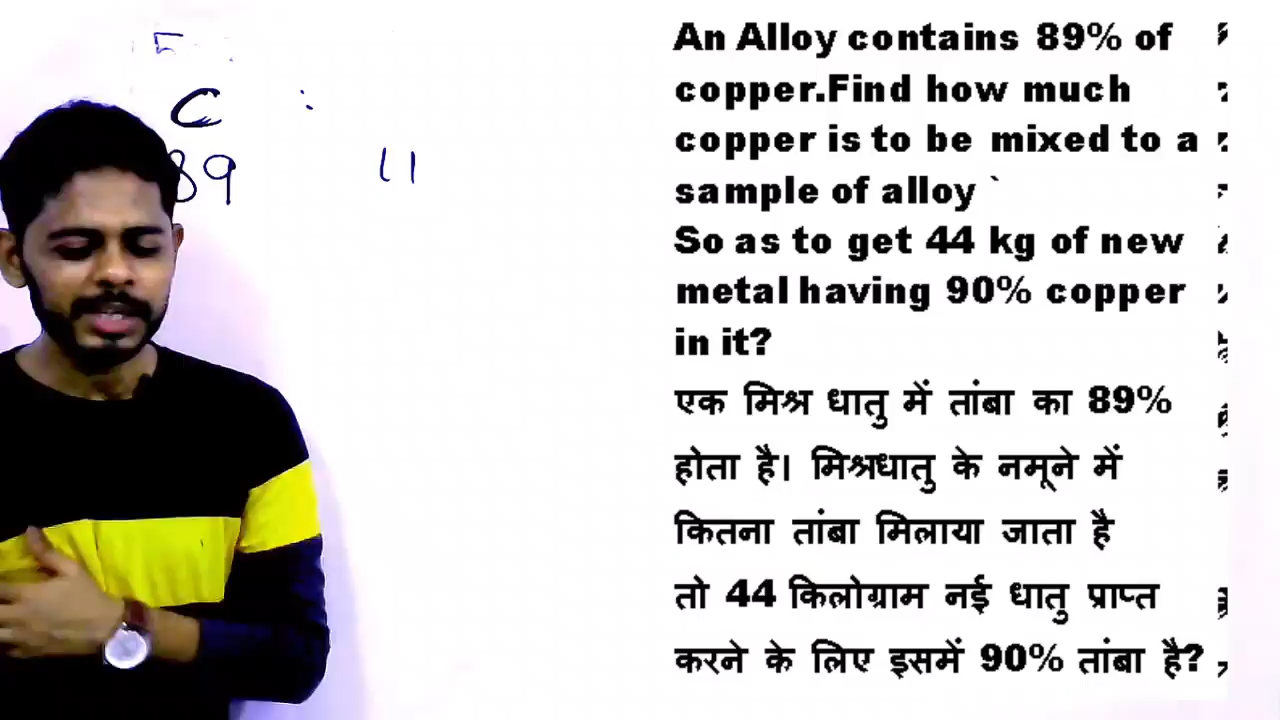 C :
89 11
An Alloy contains 89% of
copper.Find how much
copper is to be mixed to a
sample of alloy `
So as to get 44 kg of new
metal having 90% copper
in it?
एक मिश्र धातु में तांबा का 89%
होता है। मिश्रधातु के नमूने में
कितना तांबा मिलाया जाता है
तो 44 किलोग्राम नई धातु प्राप्त
करने के लिए इसमें 90% तांबा है?